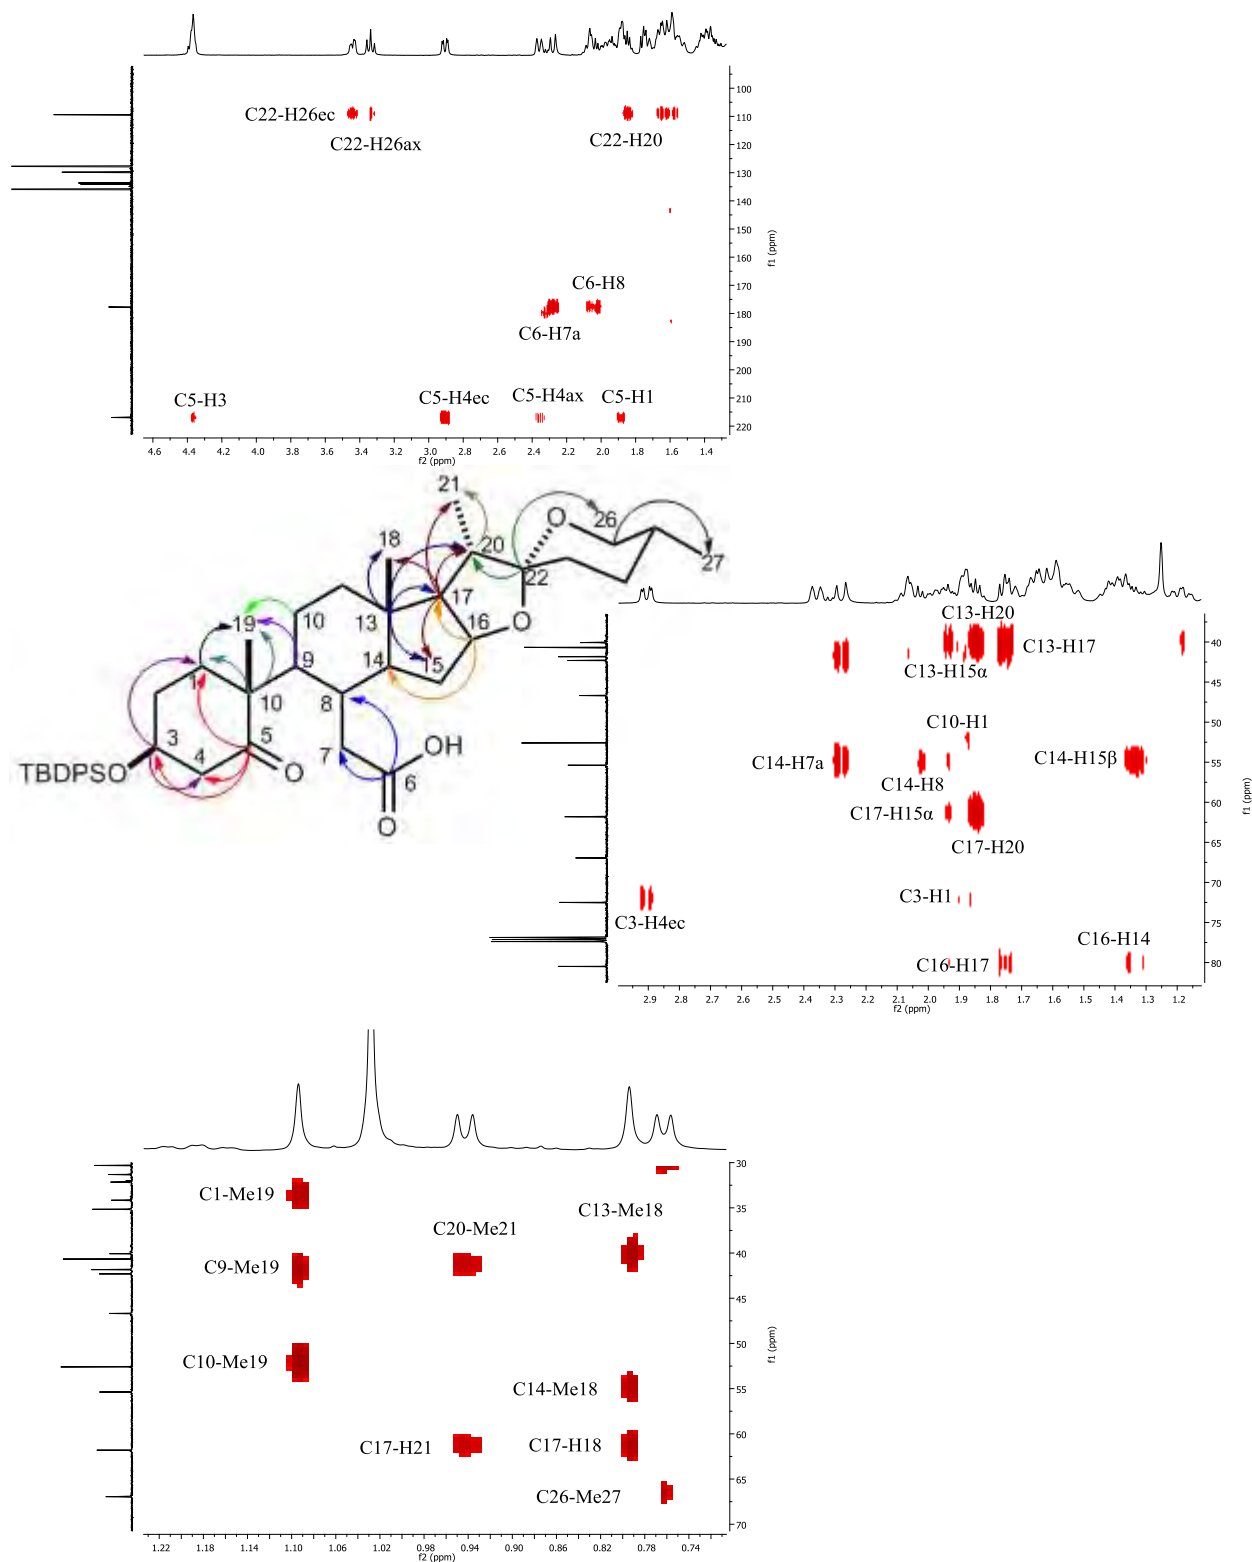 C22-H26ec
C22-H26ax
C22-H20
C6-H8
C6-H7a
C5-H3
C5-H4ec
C5-H4ax
C5-H1
100
110
120
130
140
150
160
170
180
190
200
210
220
f1 (ppm)
4.6 4.4 4.2 4.0 3.8 3.6 3.4 3.2 3.0 2.8 2.6 2.4 2.2 2.0 1.8 1.6 1.4
f2 (ppm)
21
18
20
O
26
27
22
17
19
10
13
16
O
9
14
15
1
10
8
3
4
5
7
OH
TBDPSO
O
6
O
C13-H20
C13-H17
C13-H15α
C10-H1
C14-H7a
C14-H8
C14-H15β
C17-H15α
C17-H20
C3-H4ec
C3-H1
C16-H14
C16-H17
40
45
50
55
60
65
70
75
80
f1 (ppm)
2.9 2.8 2.7 2.6 2.5 2.4 2.3 2.2 2.1 2.0 1.9 1.8 1.7 1.6 1.5 1.4 1.3 1.2
f2 (ppm)
C1-Me19
C13-Me18
C20-Me21
C9-Me19
C10-Me19
C14-Me18
C17-H21
C17-H18
C26-Me27
30
35
40
45
50
55
60
65
70
f1 (ppm)
1.22 1.18 1.14 1.10 1.06 1.02 0.98 0.94 0.90 0.86 0.82 0.78 0.74
f2 (ppm)